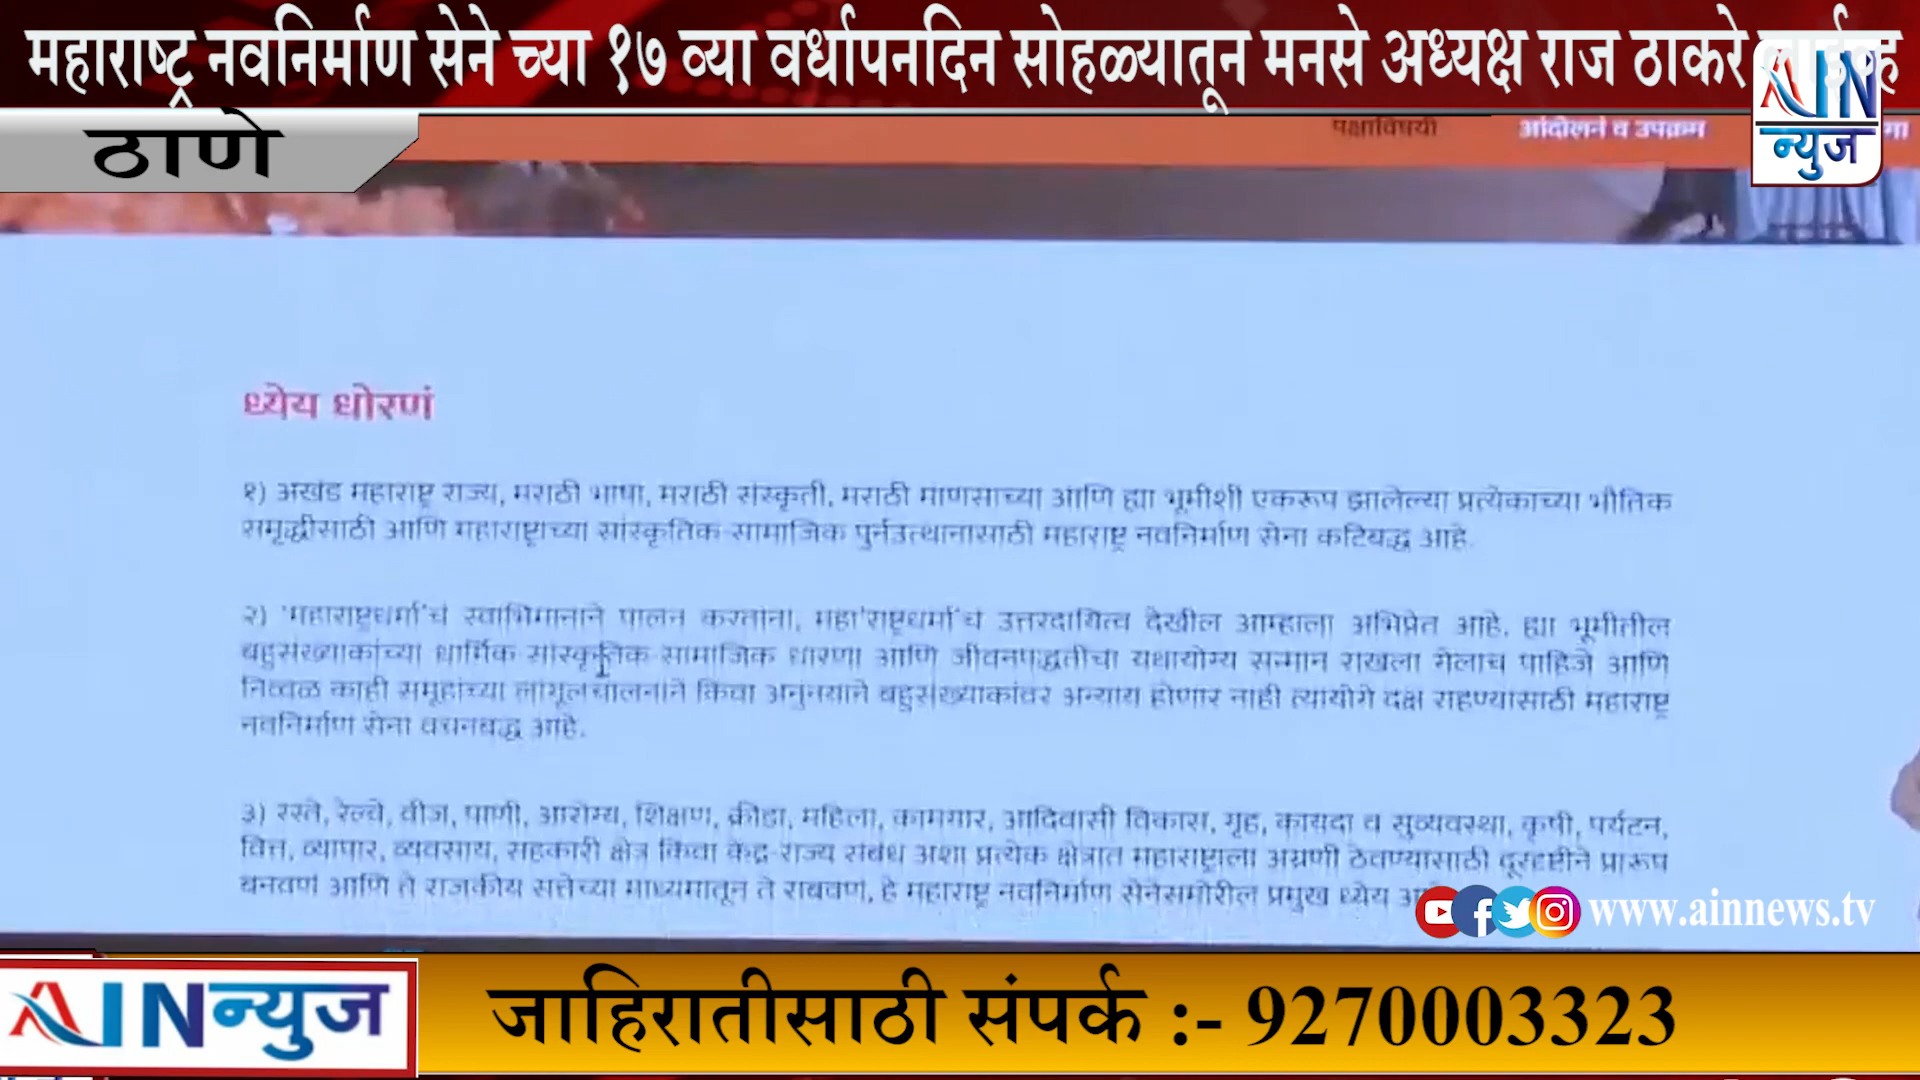 महाराष्ट्र नवनिर्माण सेने च्या १७ व्या वर्धापनदिन सोहळ्यातून मनसे अध्यक्ष राज ठाकरे
ठाणे
पक्षाविषयी आंदोलने व उपक्रम
AIN
न्युज
ध्येय धोरणं
१) अखंड महाराष्ट्र राज्य, मराठी भाषा, मराठी संस्कृती, मराठी माणसाच्या आणि ह्या भूमीशी एकरूप झालेल्या प्रत्येकाच्या भौतिक
समृद्धीसाठी आणि महाराष्ट्राच्या सांस्कृतिक-सामाजिक पुर्नउत्थानासाठी महाराष्ट्र नवनिर्माण सेना कटिबद्ध आहे.
२) 'महाराष्ट्रधर्मा'चं स्वाभिमानाने पालन करताना, महा'राष्ट्रधर्मा'चं उत्तरदायित्व देखील आम्हाला अभिप्रेत आहे. ह्या भूमीतील
बहुसंख्याकांच्या धार्मिक-सांस्कृतिक-सामाजिक धारणा आणि जीवनपद्धतीचा यथायोग्य सन्मान राखला गेलाच पाहिजे आणि
निव्वळ काही समूहांच्या लांगूलचालनाने किंवा अनुनयाने बहुसंख्याकांवर अन्याय होणार नाही त्यायोगे दक्ष राहण्यासाठी महाराष्ट्र
नवनिर्माण सेना वचनबद्ध आहे.
३) रस्ते, रेल्वे, वीज, पाणी, आरोग्य, शिक्षण, क्रीडा, महिला, कामगार, आदिवासी विकास, गृह, कायदा व सुव्यवस्था, कृषी, पर्यटन,
वित्त, व्यापार, व्यवसाय, सहकारी क्षेत्र किंवा केंद्र-राज्य संबंध अशा प्रत्येक क्षेत्रात महाराष्ट्राला अग्रणी ठेवण्यासाठी दूरदृष्टीने प्रारूप
बनवणं आणि ते राजकीय सत्तेच्या माध्यमातून ते राबवणं, हे महाराष्ट्र नवनिर्माण सेनेसमोरील प्रमुख ध्येय
www.ainnews.tv
AIN न्युज
जाहिरातीसाठी संपर्क :- 9270003323